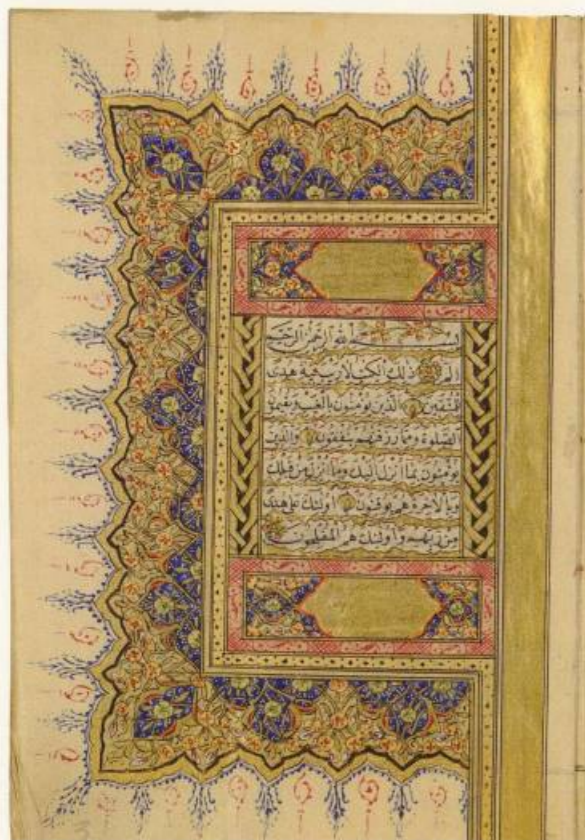 بسم الله الرحمن الرحيم
الم ذلك الكتب لا ريب فيه هدى
للمتقين الذين يؤمنون بالغيب ويقيمون
الصلوة ومما رزقنهم ينفقون والذين
يؤمنون بما انزل اليك وما انزل من قبلك
وبالاخرة هم يوقنون اولئك على هدى
من ربهم واولئك هم المفلحون